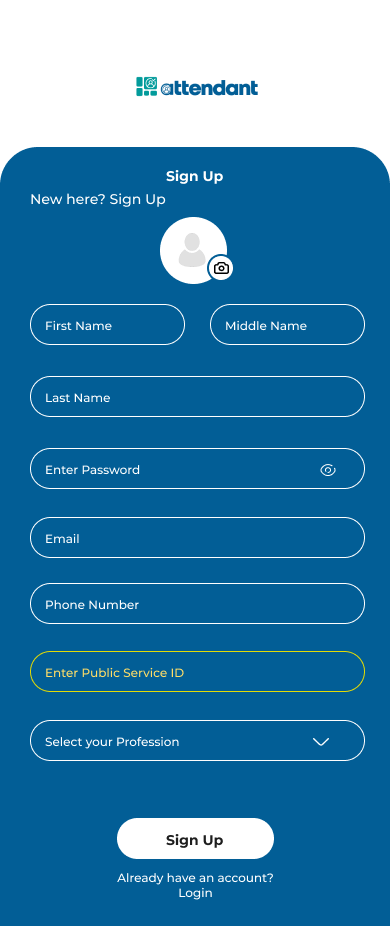 attendant
Sign Up
New here? Sign Up
First Name
Middle Name
Last Name
Enter Password
Email
Phone Number
Enter Public Service ID
Select your Profession
Sign Up
Already have an account?
Login